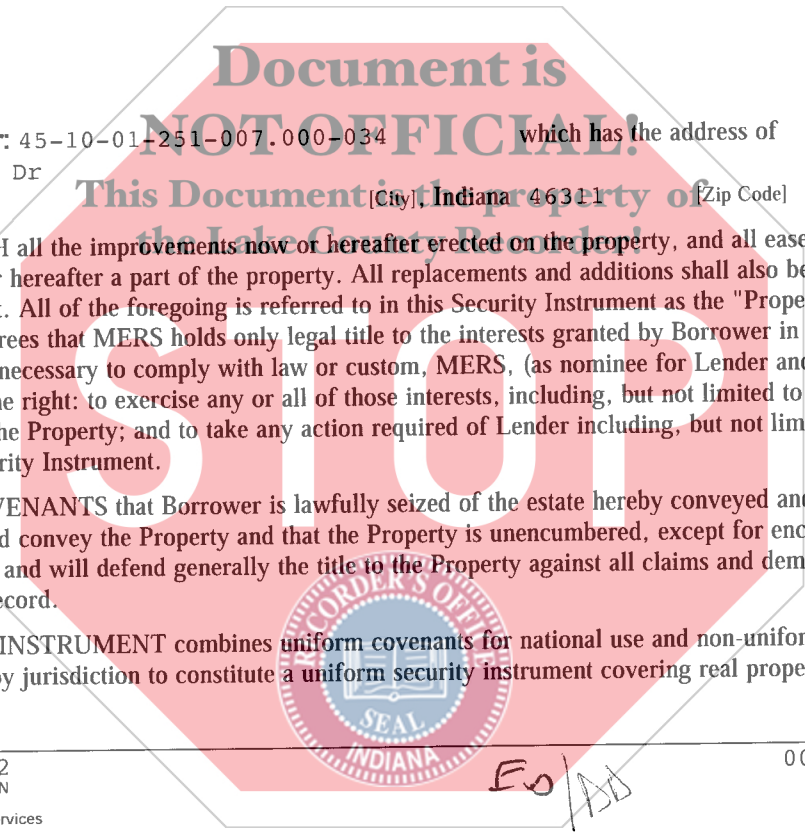 Document is
NOT OFFICIAL!
: 45-10-01-251-007.000-034 which has the address of
Dr
This Document is the property of
[City], Indiana 46311 [Zip Code]
the Lake County Recorder!
H all the improvements now or hereafter erected on the property, and all ease
r hereafter a part of the property. All replacements and additions shall also be
t. All of the foregoing is referred to in this Security Instrument as the "Prope
rees that MERS holds only legal title to the interests granted by Borrower in
necessary to comply with law or custom, MERS, (as nominee for Lender and
he right: to exercise any or all of those interests, including, but not limited to
he Property; and to take any action required of Lender including, but not lim
rity Instrument.
STOP
VENANTS that Borrower is lawfully seized of the estate hereby conveyed and
d convey the Property and that the Property is unencumbered, except for enc
and will defend generally the title to the Property against all claims and dem
ecord.
INSTRUMENT combines uniform covenants for national use and non-unifor
by jurisdiction to constitute a uniform security instrument covering real prope
RECORDER'S OFFICE
SEAL
INDIANA
2
N
00
rvices